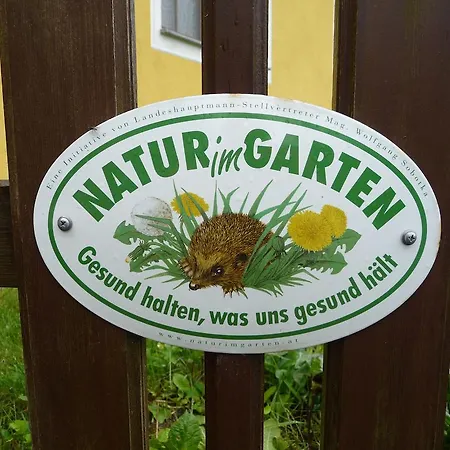 Eine Initiative von Landeshauptmann-Stellvertreter Mag. Wolfgang Sobotka
NATUR im GARTEN
Gesund halten, was uns gesund hält
www.naturimgarten.at